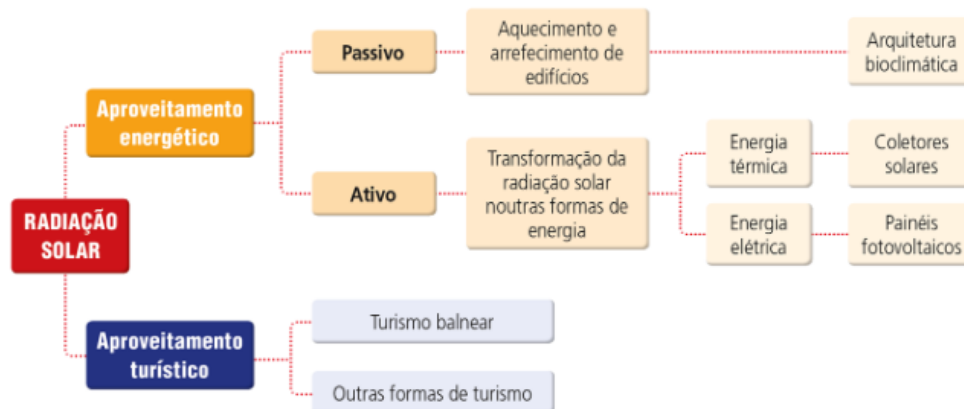 RADIAÇÃO
SOLAR
Aproveitamento
energético
Passivo
Aquecimento e
arrefecimento de
edifícios
Arquitetura
bioclimática
Ativo
Transformação da
radiação solar
noutras formas de
energia
Energia
térmica
Coletores
solares
Energia
elétrica
Painéis
fotovoltaicos
Aproveitamento
turístico
Turismo balnear
Outras formas de turismo